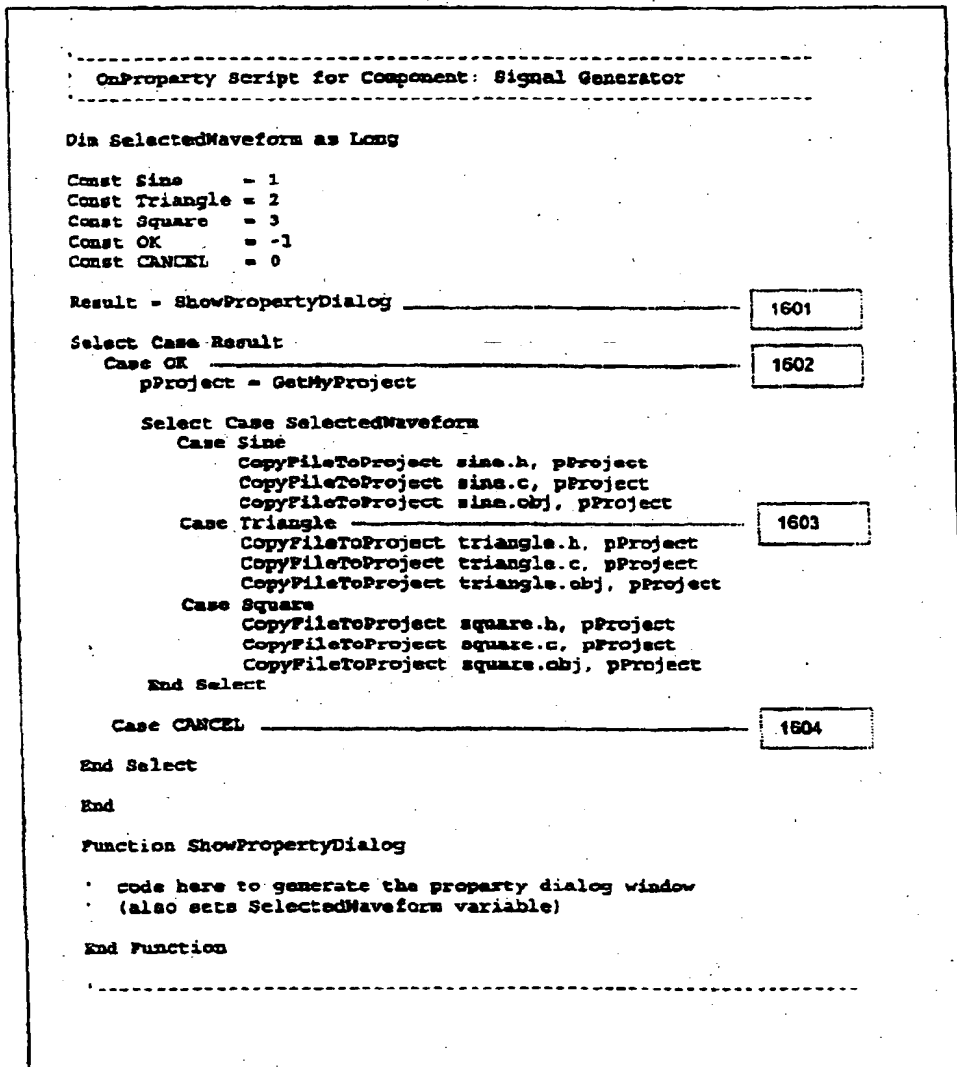 '-----------------------------------------------------------
'  OnProperty Script for Component: Signal Generator
'-----------------------------------------------------------
Dim SelectedWaveform as Long
Const Sine = 1
Const Triangle = 2
Const Square = 3
Const OK = -1
Const CANCEL = 0
Result = ShowPropertyDialog 1601
Select Case Result
Case OK 1602
pProject = GetMyProject
Select Case SelectedWaveform
Case Sine
CopyFileToProject sine.h, pProject
CopyFileToProject sine.c, pProject
CopyFileToProject sine.obj, pProject
Case Triangle 1603
CopyFileToProject triangle.h, pProject
CopyFileToProject triangle.c, pProject
CopyFileToProject triangle.obj, pProject
Case Square
CopyFileToProject square.h, pProject
CopyFileToProject square.c, pProject
CopyFileToProject square.obj, pProject
End Select
Case CANCEL 1604
End Select
End
Function ShowPropertyDialog
' code here to generate the property dialog window
' (also sets SelectedWaveform variable)
End Function
'-----------------------------------------------------------